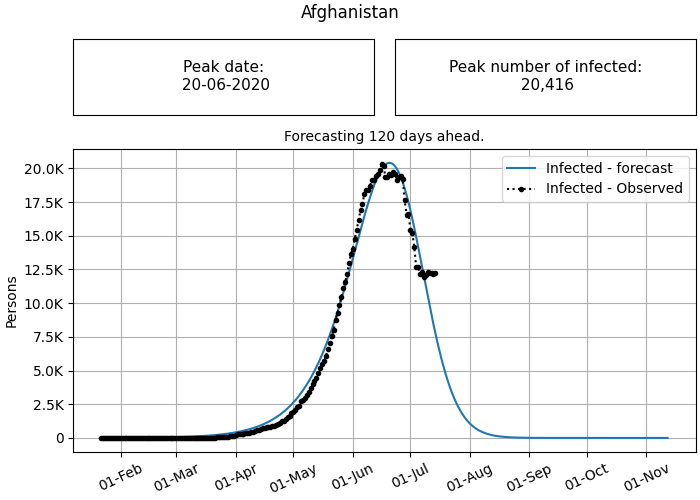 Afghanistan
Peak date:
20-06-2020
Peak number of infected:
20,416
Forecasting 120 days ahead.
Infected - forecast
Infected - Observed
Persons
20.0K
17.5K
15.0K
12.5K
10.0K
7.5K
5.0K
2.5K
0
01-Feb
01-Mar
01-Apr
01-May
01-Jun
01-Jul
01-Aug
01-Sep
01-Oct
01-Nov